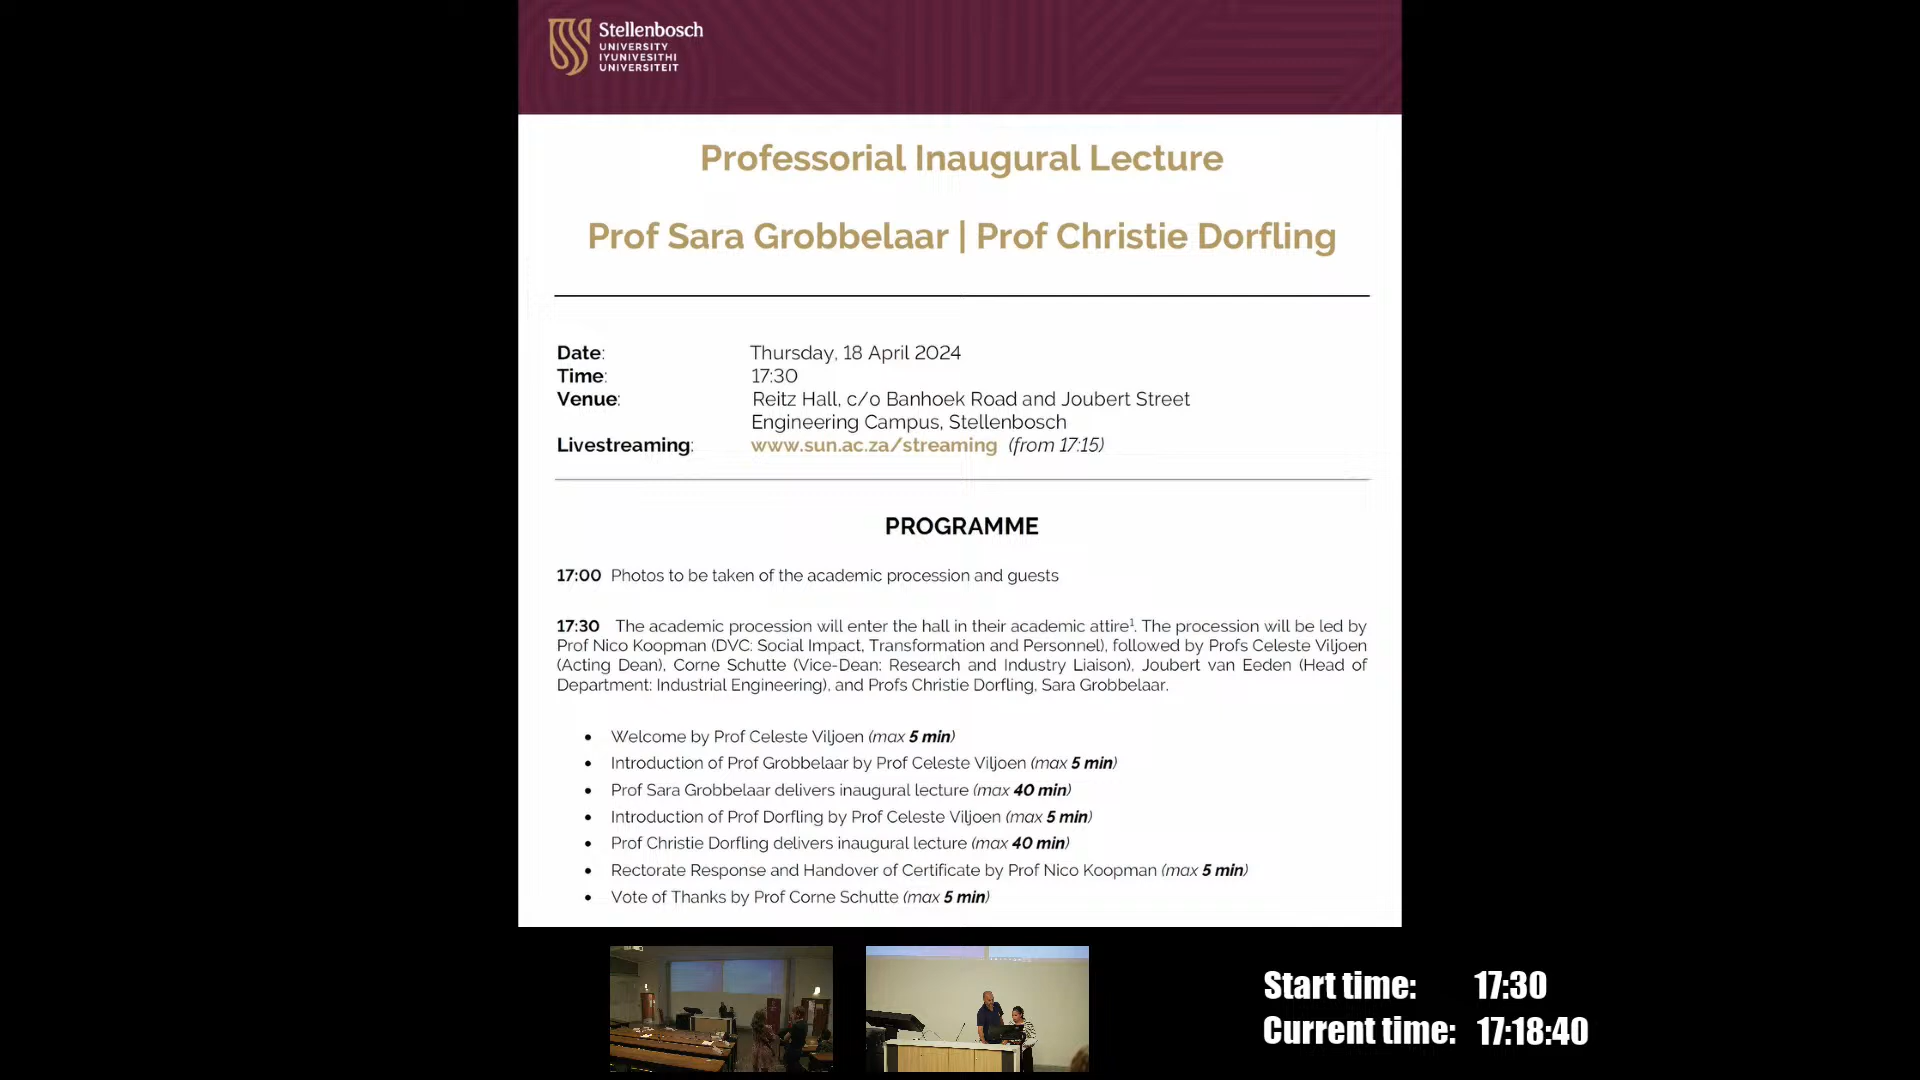 Stellenbosch
UNIVERSITY
IYUNIVESITHI
UNIVERSITEIT
Professorial Inaugural Lecture
Prof Sara Grobbelaar | Prof Christie Dorfling
Date: Thursday, 18 April 2024
Time: 17:30
Venue: Reitz Hall, c/o Banhoek Road and Joubert Street
Engineering Campus, Stellenbosch
Livestreaming: www.sun.ac.za/streaming (from 17:15)
PROGRAMME
17:00 Photos to be taken of the academic procession and guests
17:30 The academic procession will enter the hall in their academic attire¹. The procession will be led by
Prof Nico Koopman (DVC: Social Impact, Transformation and Personnel), followed by Profs Celeste Viljoen
(Acting Dean), Corne Schutte (Vice-Dean: Research and Industry Liaison), Joubert van Eeden (Head of
Department: Industrial Engineering), and Profs Christie Dorfling, Sara Grobbelaar.
• Welcome by Prof Celeste Viljoen (max 5 min)
• Introduction of Prof Grobbelaar by Prof Celeste Viljoen (max 5 min)
• Prof Sara Grobbelaar delivers inaugural lecture (max 40 min)
• Introduction of Prof Dorfling by Prof Celeste Viljoen (max 5 min)
• Prof Christie Dorfling delivers inaugural lecture (max 40 min)
• Rectorate Response and Handover of Certificate by Prof Nico Koopman (max 5 min)
• Vote of Thanks by Prof Corne Schutte (max 5 min)
Start time: 17:30
Current time: 17:18:40